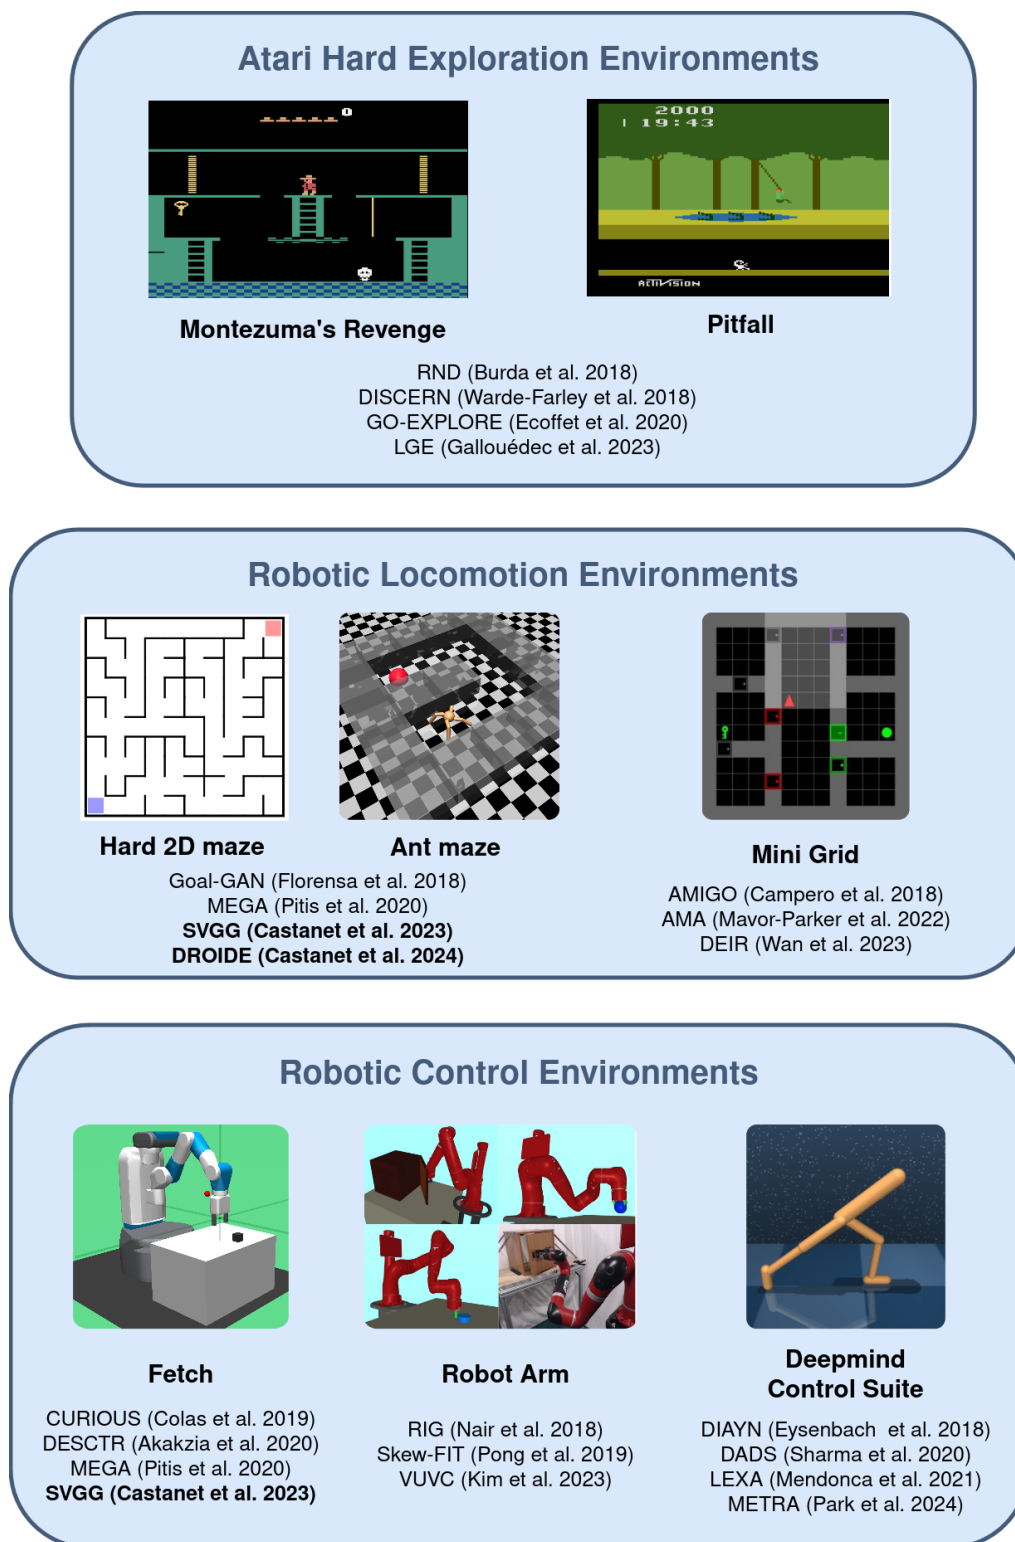 Atari Hard Exploration Environments
0
2000
19:43
ACTIVISION
Montezuma's Revenge
Pitfall
RND (Burda et al. 2018)
DISCERN (Warde-Farley et al. 2018)
GO-EXPLORE (Ecoffet et al. 2020)
LGE (Gallouédec et al. 2023)
Robotic Locomotion Environments
Hard 2D maze
Ant maze
Goal-GAN (Florensa et al. 2018)
MEGA (Pitis et al. 2020)
SVGG (Castanet et al. 2023)
DROIDE (Castanet et al. 2024)
Mini Grid
AMIGO (Campero et al. 2018)
AMA (Mavor-Parker et al. 2022)
DEIR (Wan et al. 2023)
Robotic Control Environments
Fetch
CURIOUS (Colas et al. 2019)
DESCTR (Akakzia et al. 2020)
MEGA (Pitis et al. 2020)
SVGG (Castanet et al. 2023)
Robot Arm
RIG (Nair et al. 2018)
Skew-FIT (Pong et al. 2019)
VUVC (Kim et al. 2023)
Deepmind
Control Suite
DIAYN (Eysenbach et al. 2018)
DADS (Sharma et al. 2020)
LEXA (Mendonca et al. 2021)
METRA (Park et al. 2024)